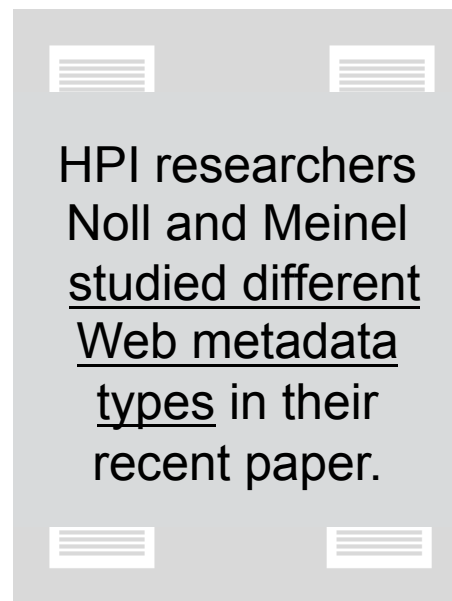 HPI researchers
Noll and Meinel
studied different
Web metadata
types in their
recent paper.